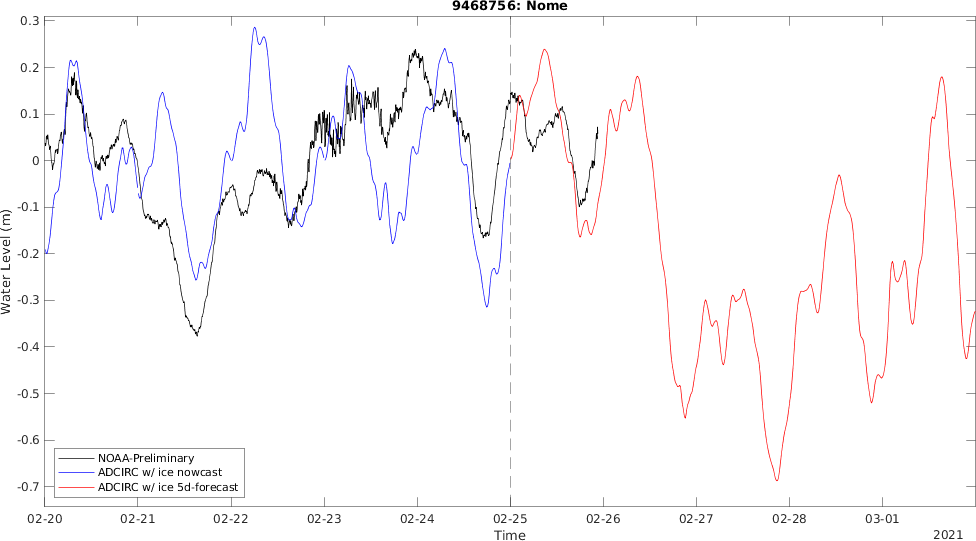 9468756: Nome
0.3
0.2
0.1
0
-0.1
-0.2
-0.3
-0.4
-0.5
-0.6
-0.7
Water Level (m)
NOAA-Preliminary
ADCIRC w/ ice nowcast
ADCIRC w/ ice 5d-forecast
02-20 02-21 02-22 02-23 02-24 02-25 02-26 02-27 02-28 03-01
Time
2021